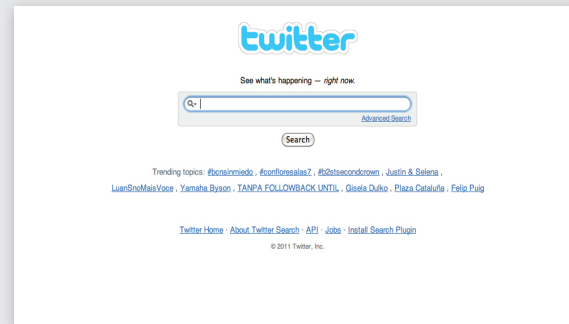 twitter
See what's happening — right now.
Advanced Search
Search
Trending topics: #bcnsinmiedo , #confloresalas7 , #b2stsecondcrown , Justin & Selena ,
LuanSnoMaisVoce , Yamaha Byson , TANPA FOLLOWBACK UNTIL , Gisela Dulko , Plaza Cataluña , Felip Puig
Twitter Home · About Twitter Search · API · Jobs · Install Search Plugin
© 2011 Twitter, Inc.